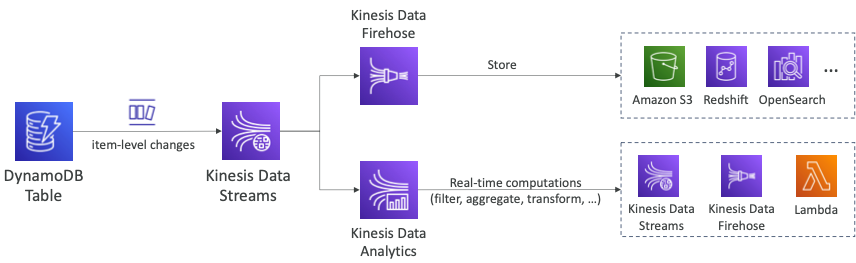 Kinesis Data
Firehose
Store
Amazon S3
Redshift
OpenSearch
...
item-level changes
DynamoDB
Table
Kinesis Data
Streams
Kinesis Data
Analytics
Real-time computations
(filter, aggregate, transform, …)
Kinesis Data
Streams
Kinesis Data
Firehose
Lambda